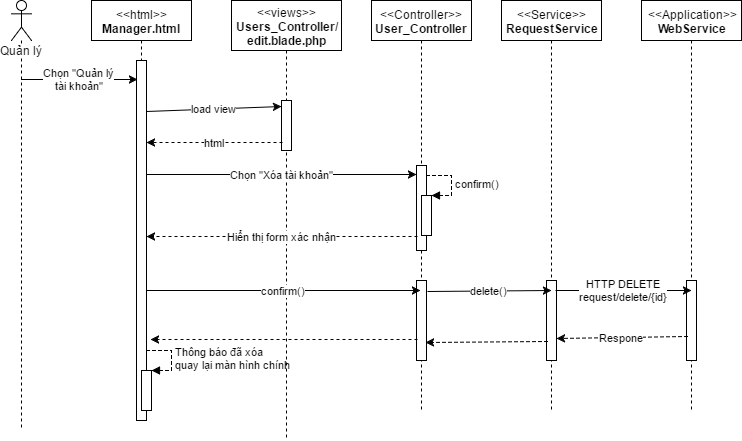 <<html>>
Manager.html
<<views>>
Users_Controller/
edit.blade.php
<<Controller>>
User_Controller
<<Service>>
RequestService
<<Application>>
WebService
Quản lý
Chọn "Quản lý
tài khoản"
load view
html
Chọn "Xóa tài khoản"
confirm()
Hiển thị form xác nhận
confirm()
delete()
HTTP DELETE
request/delete/{id}
Respone
Thông báo đã xóa
quay lại màn hình chính